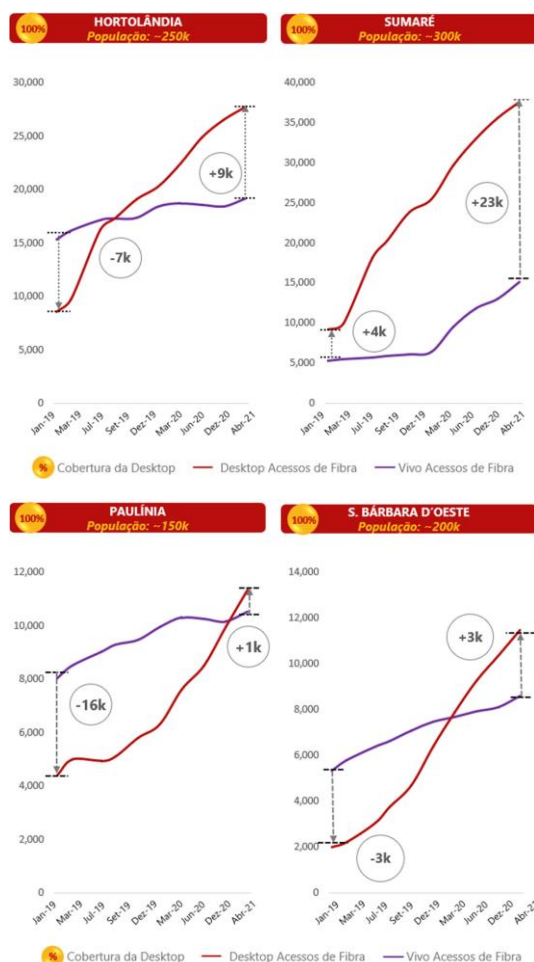 100%
HORTOLÂNDIA
População: ~250k
30,000
25,000
20,000
15,000
10,000
5,000
0
+9k
-7k
Jan-19
Mar-19
Jul-19
Set-19
Dez-19
Mar-20
Jun-20
Dez-20
Abr-21
100%
SUMARÉ
População: ~300k
40,000
35,000
30,000
25,000
20,000
15,000
10,000
5,000
0
+23k
+4k
Jan-19
Mar-19
Jul-19
Set-19
Dez-19
Mar-20
Jun-20
Dez-20
Abr-21
% Cobertura da Desktop Desktop Acessos de Fibra Vivo Acessos de Fibra
100%
PAULÍNIA
População: ~150k
12,000
10,000
8,000
6,000
4,000
2,000
0
+1k
-16k
Jan-19
Mar-19
Jul-19
Set-19
Dez-19
Mar-20
Jun-20
Dez-20
Abr-21
100%
S. BÁRBARA D'OESTE
População: ~200k
14,000
12,000
10,000
8,000
6,000
4,000
2,000
0
+3k
-3k
Jan-19
Mar-19
Jul-19
Set-19
Dez-19
Mar-20
Jun-20
Dez-20
Abr-21
% Cobertura da Desktop Desktop Acessos de Fibra Vivo Acessos de Fibra